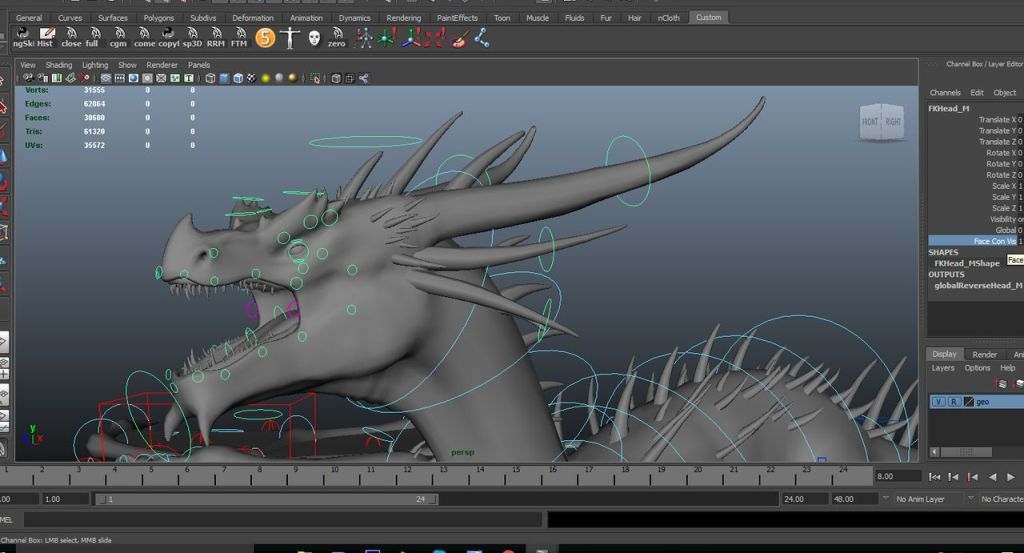 General Curves Surfaces Polygons Subdivs Deformation Animation Dynamics Rendering PaintEffects Toon Muscle Fluids Fur Hair nCloth Custom
ngSki Hist close full cgm come copyl sp3D RRM FTM 5 zero
View Shading Lighting Show Renderer Panels
Verts: 31555 0 0
Edges: 62064 0 0
Faces: 30680 0 0
Tris: 61320 0 0
UVs: 35572 0 0
FRONT RIGHT
persp
y
x
Channel Box / Layer Editor
Channels Edit Object
FKHead_M
Translate X 0
Translate Y 0
Translate Z 0
Rotate X 0
Rotate Y 0
Rotate Z 0
Scale X 1
Scale Y 1
Scale Z 1
Visibility o
Global 0
Face Con Vis 1
SHAPES
Face
FKHead_MShape
OUTPUTS
globalReverseHead_M
Display Render Ani
Layers Options Help
V R geo
1 2 3 4 5 6 7 8 9 10 11 12 13 14 15 16 17 18 19 20 21 22 23 24 8.00
.00 1.00 1 24 24.00 48.00 No Anim Layer No Character
MEL
Channel Box: LMB select, MMB slide